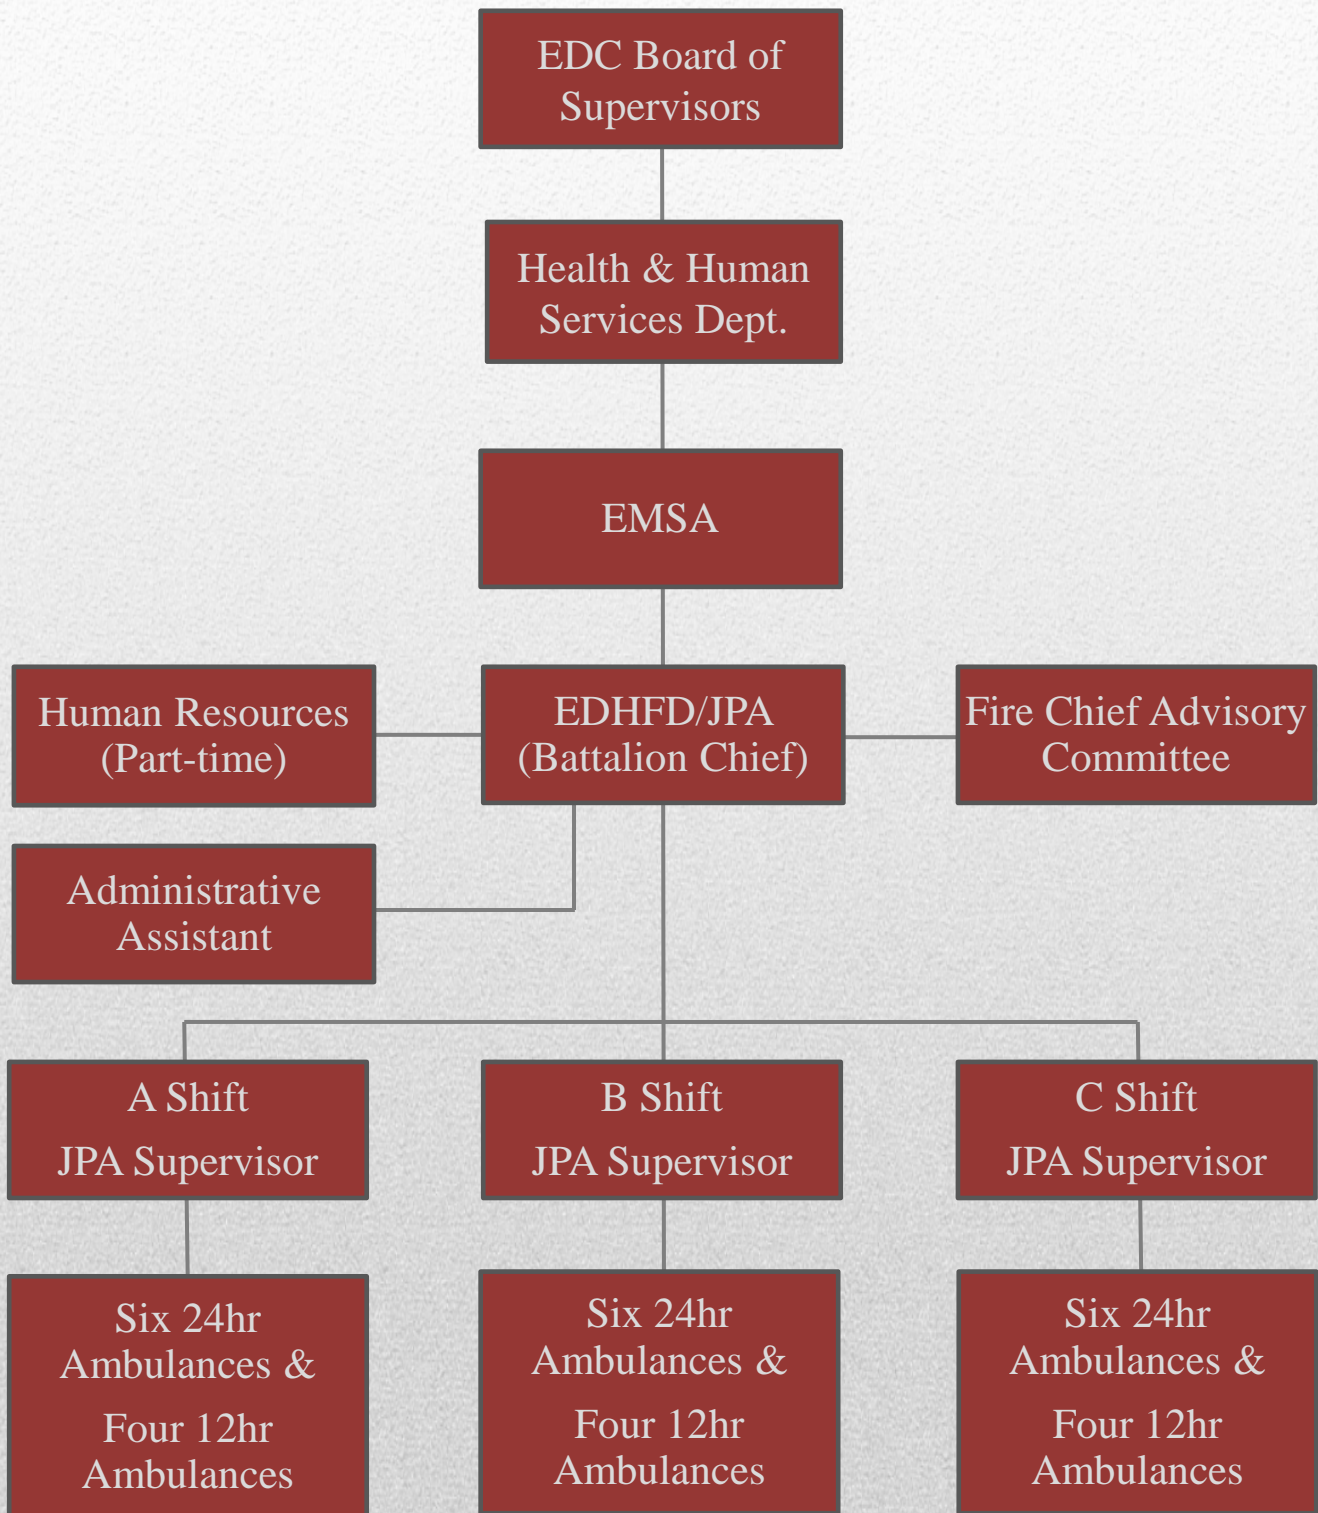 EDC Board of
Supervisors
Health & Human
Services Dept.
EMSA
Human Resources
(Part-time)
EDHFD/JPA
(Battalion Chief)
Fire Chief Advisory
Committee
Administrative
Assistant
A Shift
JPA Supervisor
B Shift
JPA Supervisor
C Shift
JPA Supervisor
Six 24hr
Ambulances &
Four 12hr
Ambulances
Six 24hr
Ambulances &
Four 12hr
Ambulances
Six 24hr
Ambulances &
Four 12hr
Ambulances